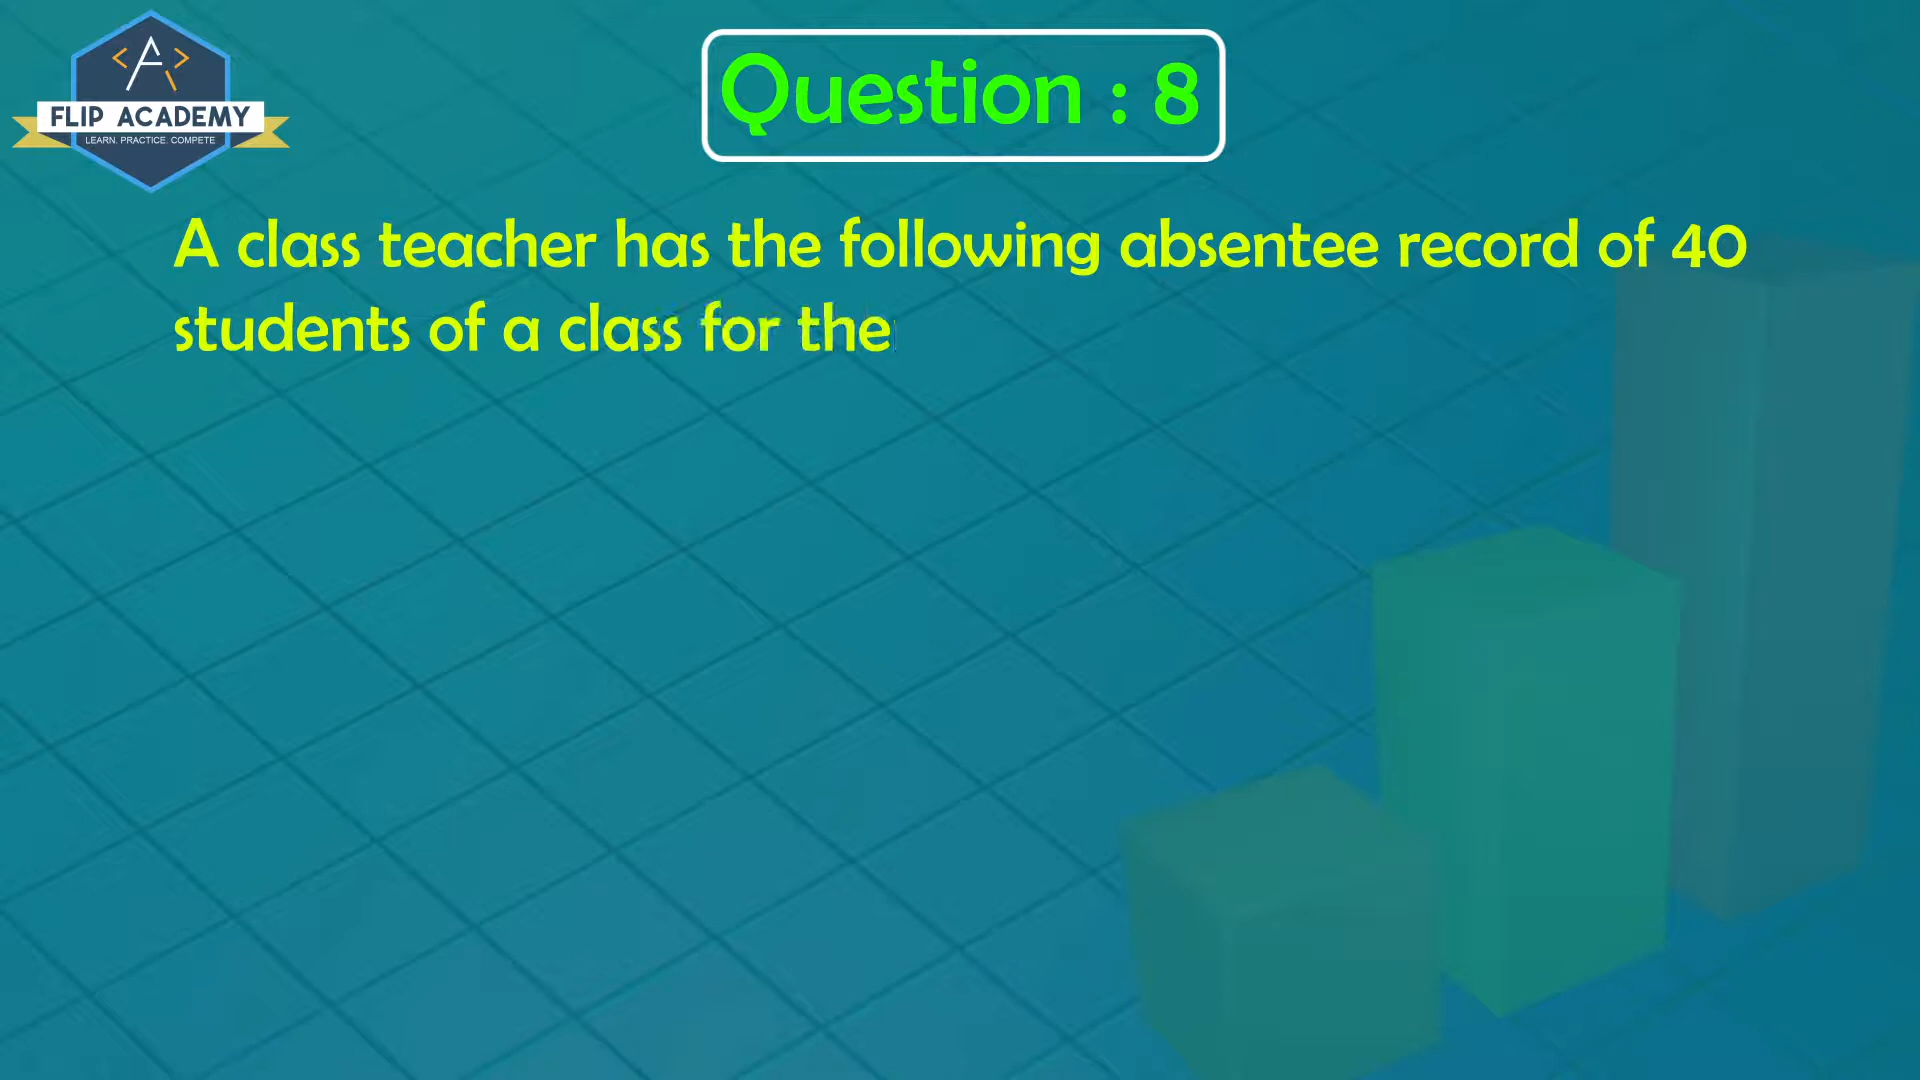 FLIP ACADEMY
LEARN. PRACTICE. COMPETE
Question : 8
A class teacher has the following absentee record of 40
students of a class for the